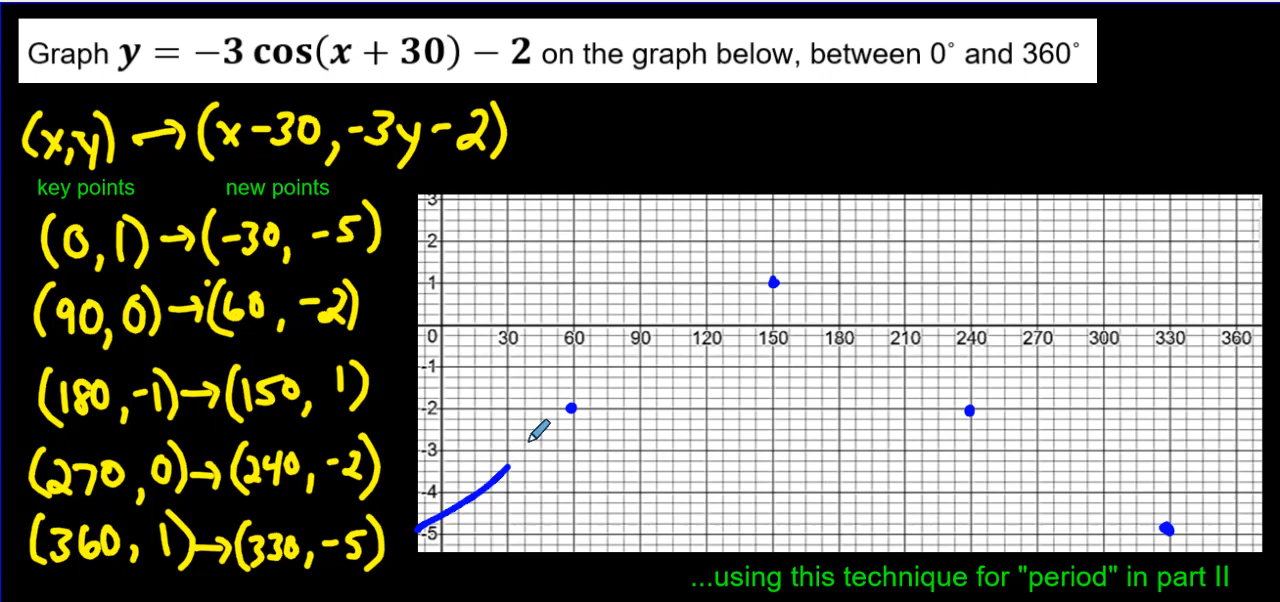 Graph y = −3 cos(x + 30) − 2 on the graph below, between 0° and 360°
(x,y) → (x-30, -3y-2)
key points new points
(0, 1) → (-30, -5)
(90, 0) → (60, -2)
(180, -1) → (150, 1)
(270, 0) → (240, -2)
(360, 1) → (330, -5)
3
2
1
0 30 60 90 120 150 180 210 240 270 300 330 360
-1
-2
-3
-4
-5
...using this technique for "period" in part II